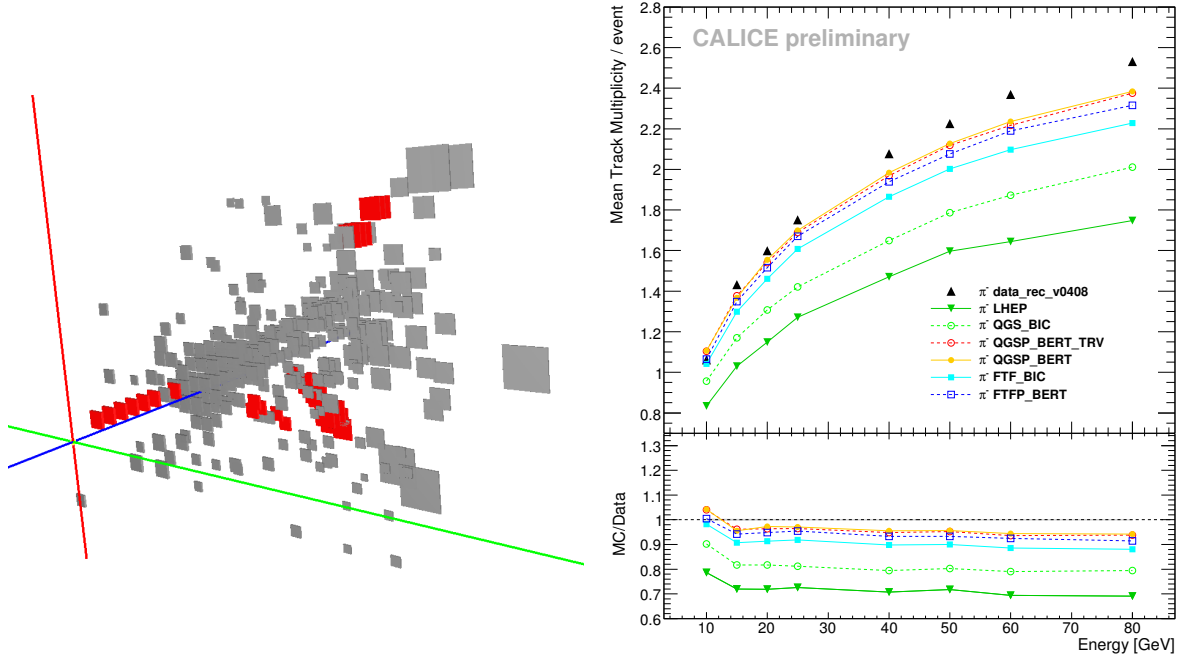 CALICE preliminary
Mean Track Multiplicity / event
2.8
2.6
2.4
2.2
2
1.8
1.6
1.4
1.2
1
0.8
π⁻ data_rec_v0408
π⁻ LHEP
π⁻ QGS_BIC
π⁻ QGSP_BERT_TRV
π⁻ QGSP_BERT
π⁻ FTF_BIC
π⁻ FTFP_BERT
MC/Data
1.3
1.2
1.1
1
0.9
0.8
0.7
0.6
10 20 30 40 50 60 70 80
Energy [GeV]